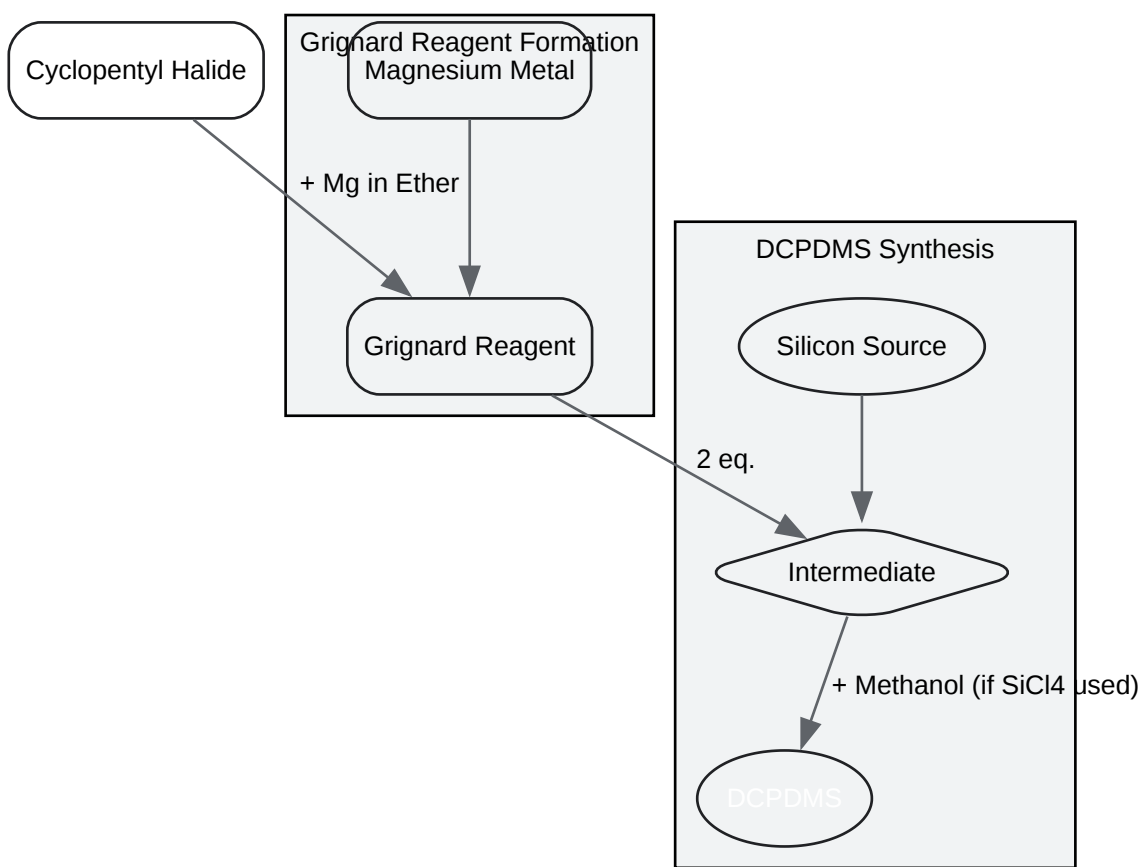 Grignard Reagent Formation
Cyclopentyl Halide
Magnesium Metal
+ Mg in Ether
DCPDMS Synthesis
Grignard Reagent
Silicon Source
2 eq.
Intermediate
+ Methanol (if SiCl4 used)
DCPDMS